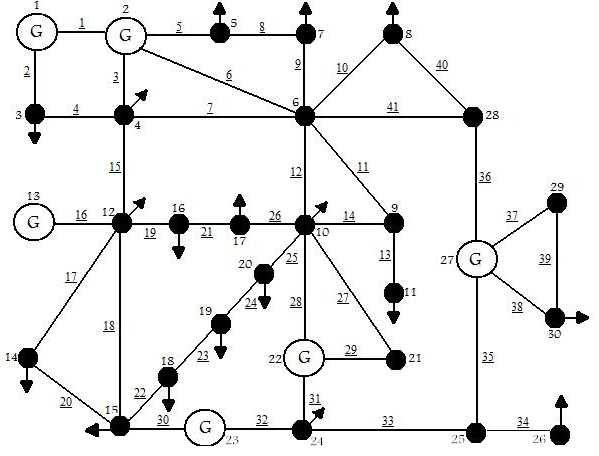 1 2
G 1 G 5 5 8 7 8
2 3 6 9 10 40
3 4 4 7 6 41 28
15 12 11 36
13 29
G 16 12 19 16 21 17 26 10 14 9 37
20 25 13 27 G 39
17 18 24 28 27 11 38 30
19
14 23 22 G 29 21 35
18
20 22 31
15 30 G 32 24 33 25 34 26
23